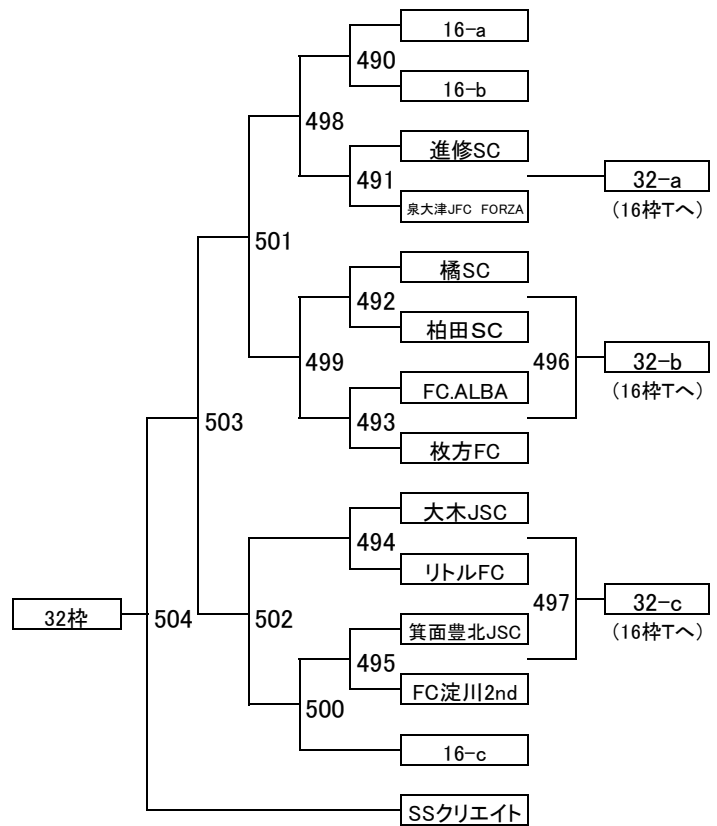 16-a
490
16-b
498
進修SC
491
32-a
泉大津JFC FORZA
(16枠Tへ)
501
橘SC
492
柏田SC
499
496
32-b
FC.ALBA
(16枠Tへ)
503
493
枚方FC
大木JSC
494
リトルFC
497
32-c
32枠
504
502
箕面豊北JSC
(16枠Tへ)
495
FC淀川2nd
500
16-c
SSクリエイト